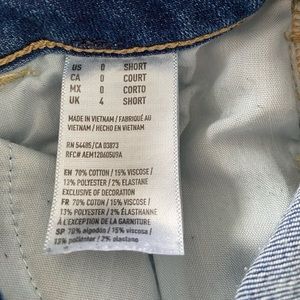 US 0 SHORT
CA 0 COURT
MX 0 CORTO
UK 4 SHORT
MADE IN VIETNAM / FABRIQUÉ AU
VIETNAM / HECHO EN VIETNAM
RN 54485/CA 03873
RFC# AEM1206050U9A
EN 70% COTTON / 15% VISCOSE /
13% POLYESTER / 2% ELASTANE
EXCLUSIVE OF DECORATION
FR 70% COTON / 15% VISCOSE /
13% POLYESTER / 2% ÉLASTHANNE
À L'EXCEPTION DE LA GARNITURE
SP 70% algodón / 15% viscosa /
13% poliéster / 2% elastano